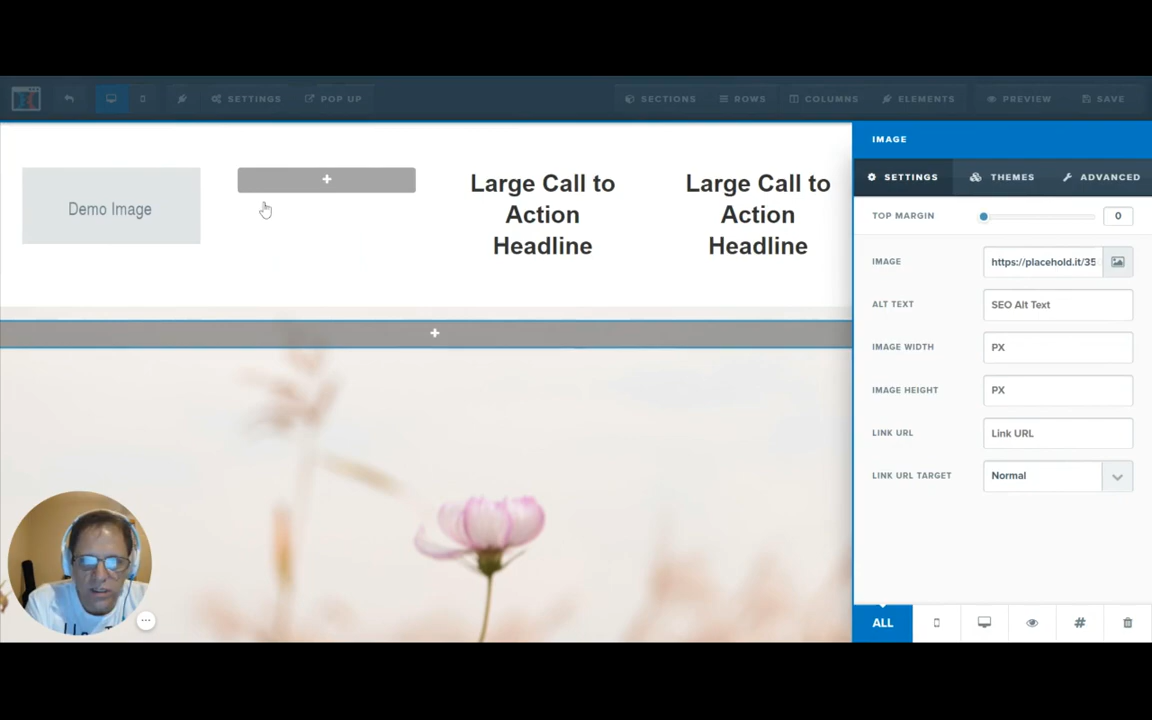 SETTINGS
POP UP
SECTIONS
ROWS
COLUMNS
ELEMENTS
PREVIEW
SAVE
IMAGE
SETTINGS
THEMES
ADVANCED
TOP MARGIN
0
IMAGE
https://placehold.it/35
ALT TEXT
SEO Alt Text
IMAGE WIDTH
PX
IMAGE HEIGHT
PX
LINK URL
Link URL
LINK URL TARGET
Normal
ALL
Demo Image
Large Call to
Action
Headline
Large Call to
Action
Headline